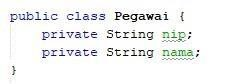 public class Pegawai {
private String nip;
private String nama;
}